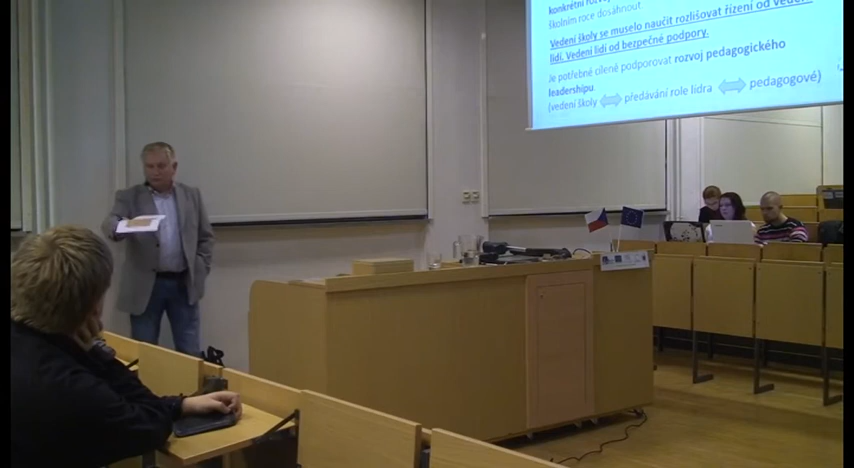 konkrétní rozvoj
školním roce dosáhnout.
Vedení školy se muselo naučit rozlišovat řízení od vedení
lidí. Vedení lidí od bezpečné podpory.
Je potřebné cíleně podporovat rozvoj pedagogického
leadershipu
(vedení školy předávání role lídra pedagogové)